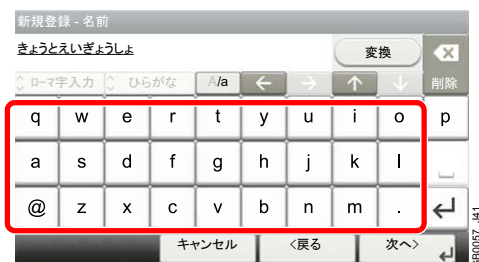 新規登録 - 名前
きょうとえいぎょうしょ
変換
ローマ字入力 ひらがな A/a ← → ↑ ↓ 削除
q w e r t y u i o p
a s d f g h j k l
@ z x c v b n m .
キャンセル <戻る 次へ>